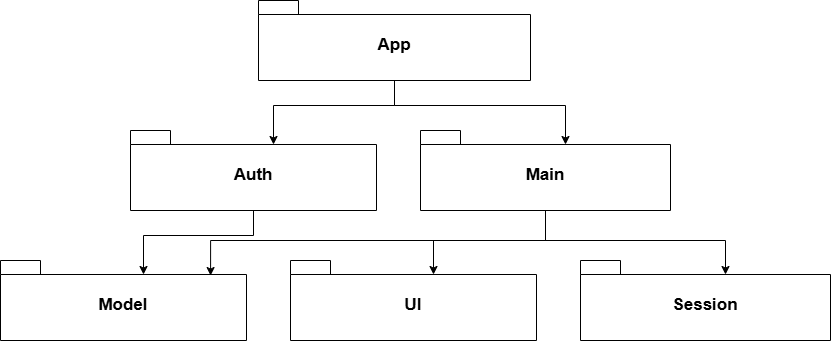 App
Auth
Main
Model
UI
Session